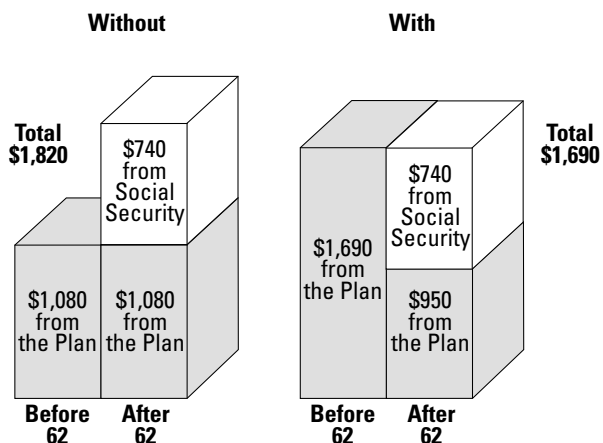 Without
Total
$1,820
$740
from
Social
Security
$1,080
from
the Plan
$1,080
from
the Plan
Before
62
After
62
With
Total
$1,690
$1,690
from
the Plan
$740
from
Social
Security
$950
from
the Plan
Before
62
After
62